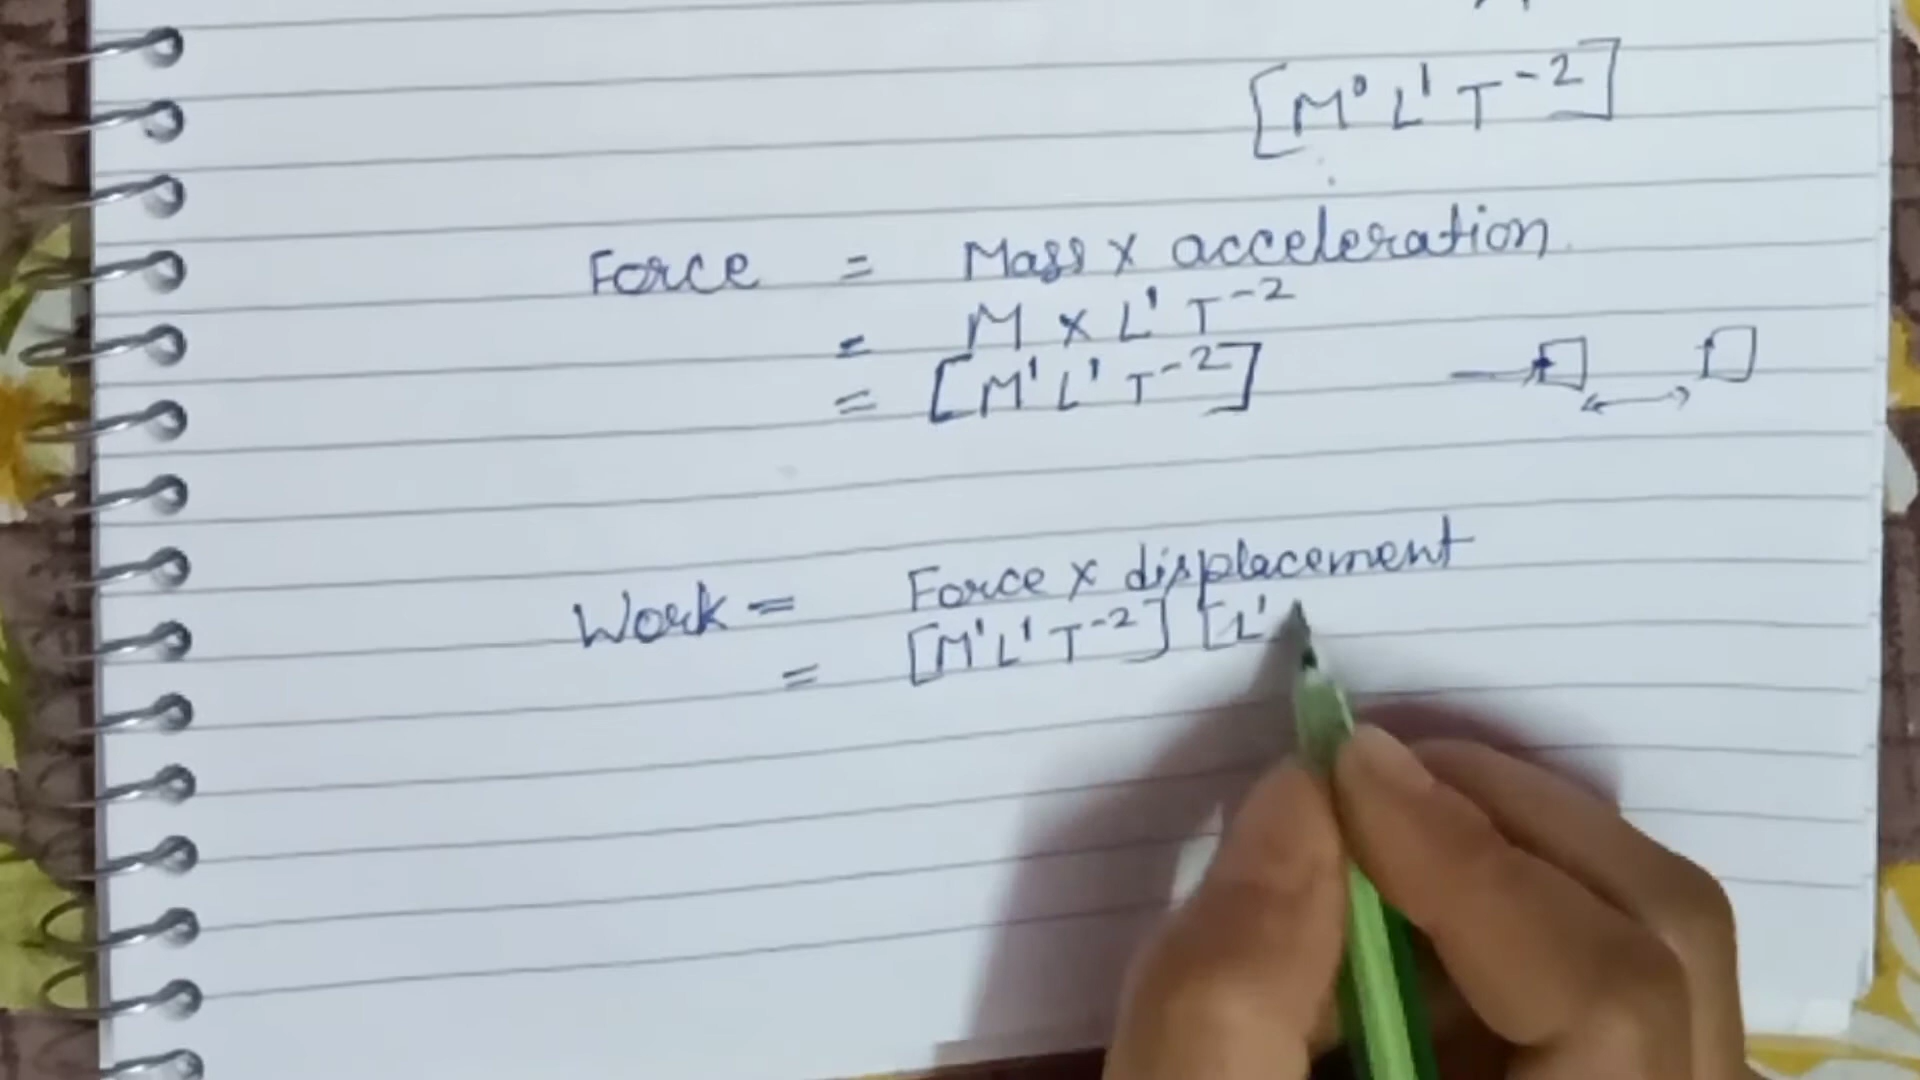 [M⁰ L¹ T⁻²]
Force = Mass × acceleration
= M × L¹ T⁻²
= [M¹ L¹ T⁻²]
Work = Force × displacement
= [M¹ L¹ T⁻²] [L¹